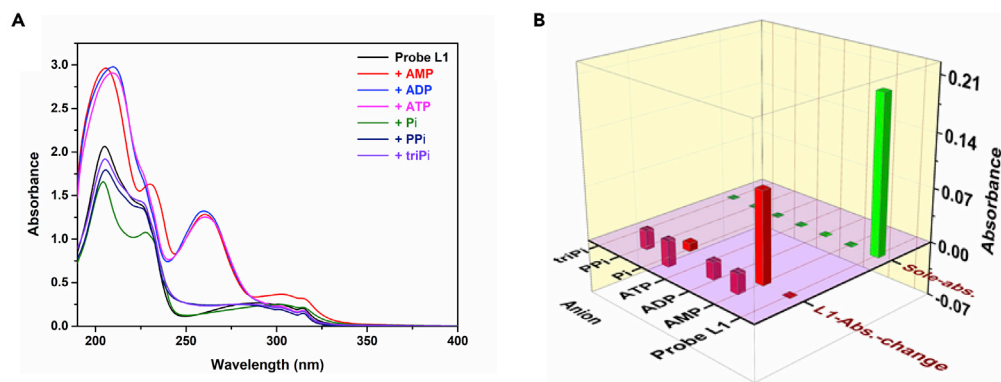 A
Absorbance
3.0
2.5
2.0
1.5
1.0
0.5
0.0
200
250
300
350
400
Wavelength (nm)
Probe L1
+ AMP
+ ADP
+ ATP
+ Pi
+ PPi
+ triPi
B
0.21
0.14
0.07
0.00
-0.07
Absorbance
triPi
PPi
Pi
ATP
ADP
AMP
Probe L1
Anion
Sole-abs.
L1-Abs.-change